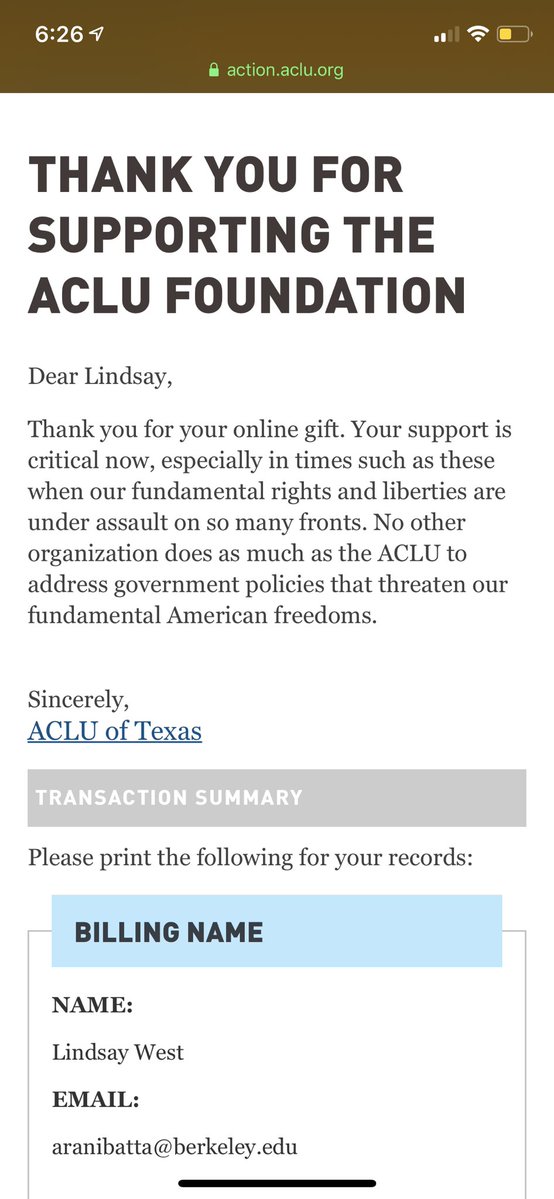 6:26
action.aclu.org
THANK YOU FOR
SUPPORTING THE
ACLU FOUNDATION
Dear Lindsay,
Thank you for your online gift. Your support is
critical now, especially in times such as these
when our fundamental rights and liberties are
under assault on so many fronts. No other
organization does as much as the ACLU to
address government policies that threaten our
fundamental American freedoms.
Sincerely,
ACLU of Texas
TRANSACTION SUMMARY
Please print the following for your records:
BILLING NAME
NAME:
Lindsay West
EMAIL:
aranibatta@berkeley.edu